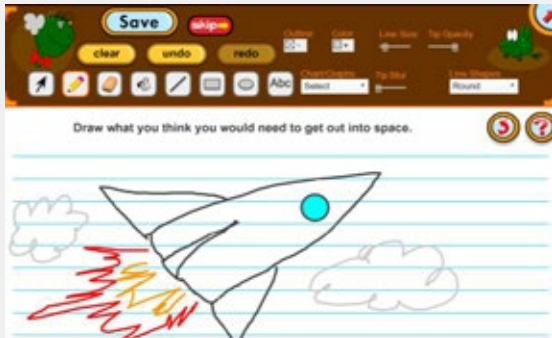 Save
skip
clear
undo
redo
Outline
Color
Line Size
Tip Opacity
Abc
Chart/Graphs
Select
Tip Blur
Line Shapes
Round
Draw what you think you would need to get out into space.